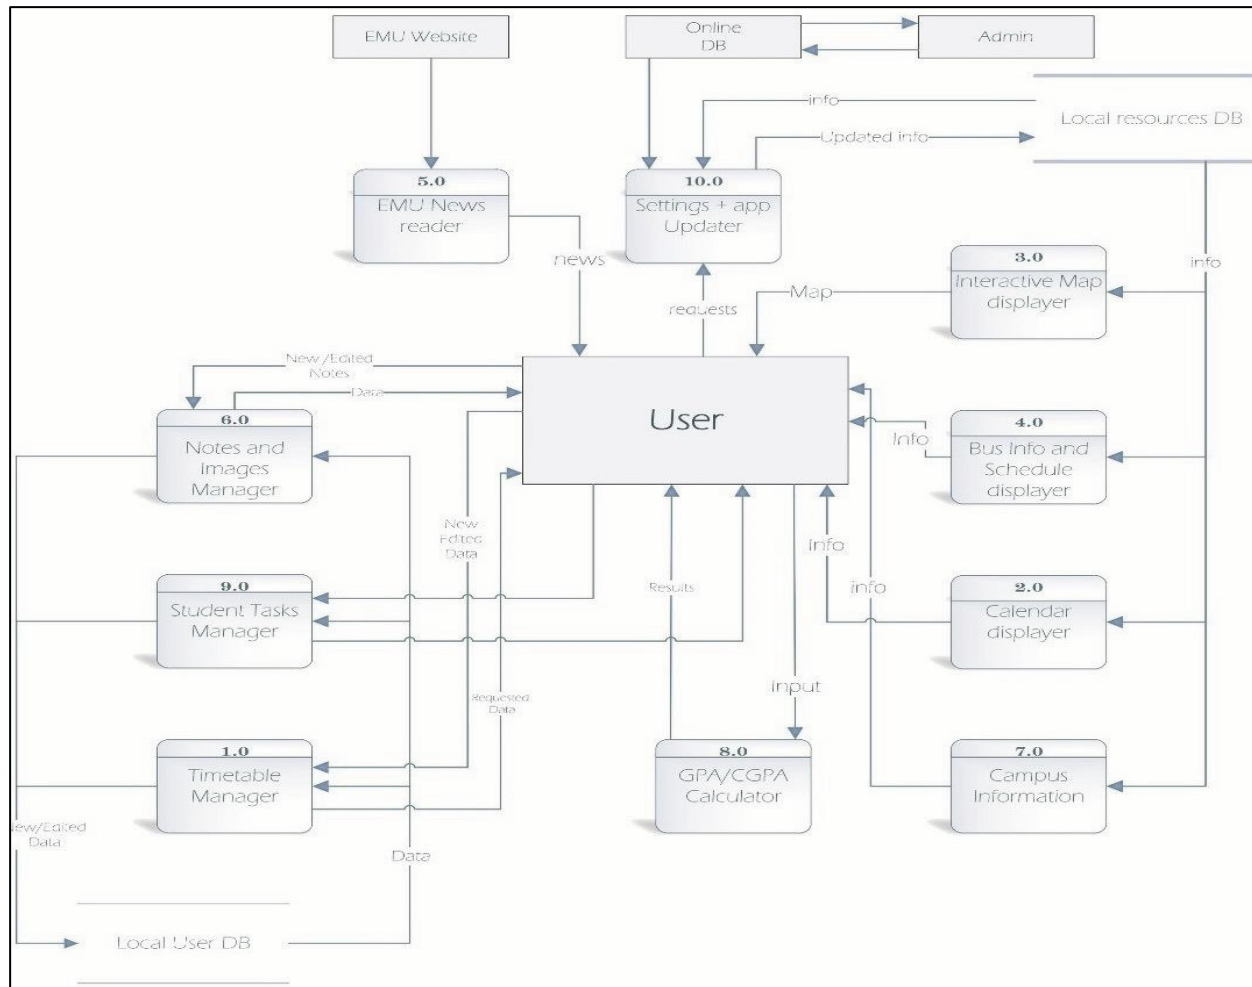 EMU Website
Online
DB
Admin
info
Local resources DB
Updated info
5.0
EMU News
reader
10.0
Settings + app
Updater
news
requests
Map
3.0
Interactive Map
displayer
info
New /Edited
Notes
Data
6.0
Notes and
Images
Manager
User
Info
4.0
Bus Info and
Schedule
displayer
New
Edited
Data
info
info
9.0
Student Tasks
Manager
Results
2.0
Calendar
displayer
Requested
Data
input
1.0
Timetable
Manager
8.0
GPA/CGPA
Calculator
7.0
Campus
Information
New/Edited
Data
Data
Local User DB